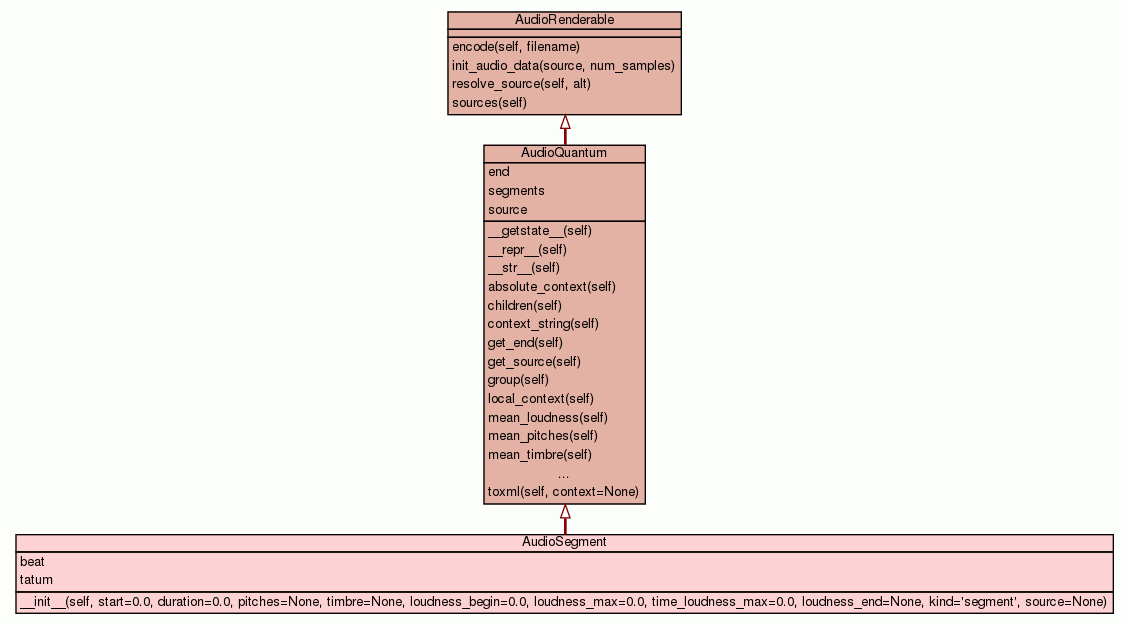 AudioRenderable
encode(self, filename)
init_audio_data(source, num_samples)
resolve_source(self, alt)
sources(self)
AudioQuantum
end
segments
source
__getstate__(self)
__repr__(self)
__str__(self)
absolute_context(self)
children(self)
context_string(self)
get_end(self)
get_source(self)
group(self)
local_context(self)
mean_loudness(self)
mean_pitches(self)
mean_timbre(self)
...
toxml(self, context=None)
AudioSegment
beat
tatum
__init__(self, start=0.0, duration=0.0, pitches=None, timbre=None, loudness_begin=0.0, loudness_max=0.0, time_loudness_max=0.0, loudness_end=None, kind='segment', source=None)